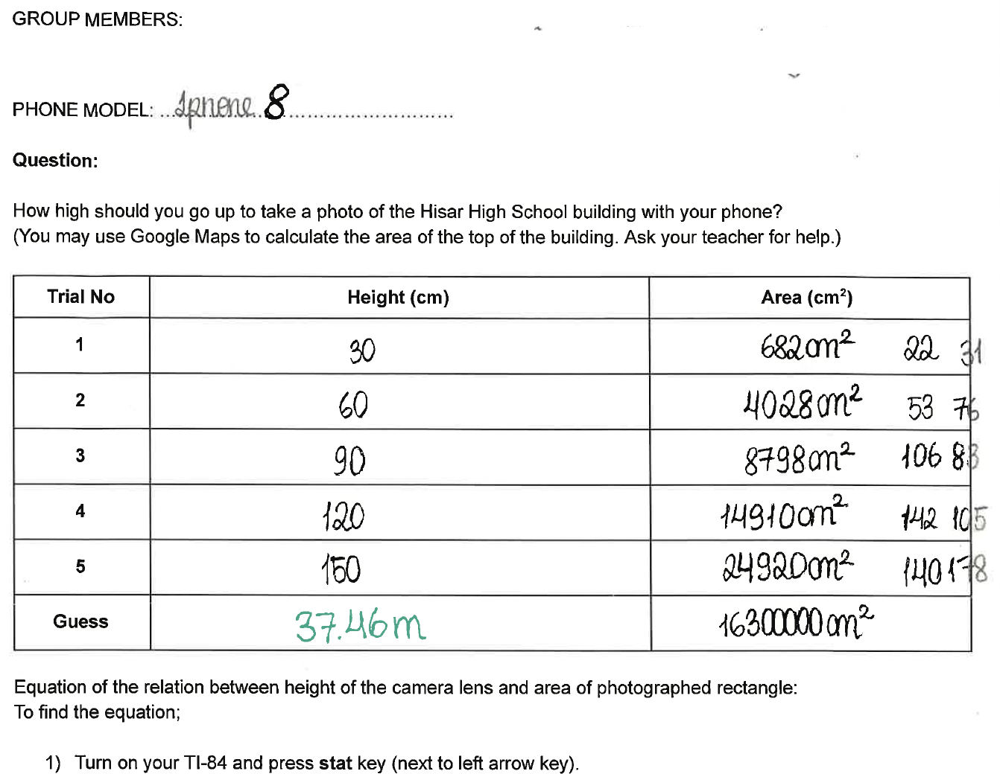 GROUP MEMBERS:
PHONE MODEL: ...Iphone 8............................
Question:
How high should you go up to take a photo of the Hisar High School building with your phone?
(You may use Google Maps to calculate the area of the top of the building. Ask your teacher for help.)
Trial No Height (cm) Area (cm²)
1 30 682cm² 22 31
2 60 4028cm² 53 76
3 90 8798cm² 106 83
4 120 14910cm² 142 105
5 150 24920cm² 140 178
Guess 37.46m 16300000cm²
Equation of the relation between height of the camera lens and area of photographed rectangle:
To find the equation;
1) Turn on your TI-84 and press stat key (next to left arrow key).